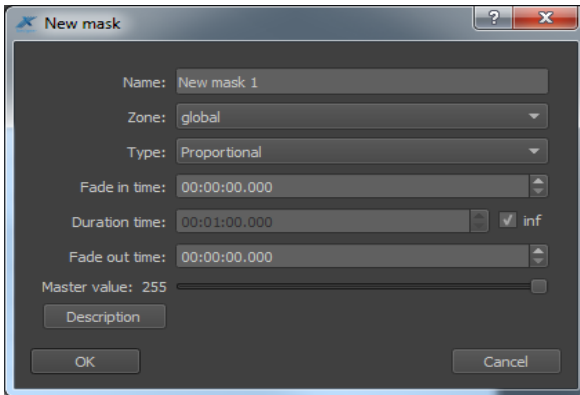 New mask
Name: New mask 1
Zone: global
Type: Proportional
Fade in time: 00:00:00.000
Duration time: 00:01:00.000 inf
Fade out time: 00:00:00.000
Master value: 255
Description
OK Cancel